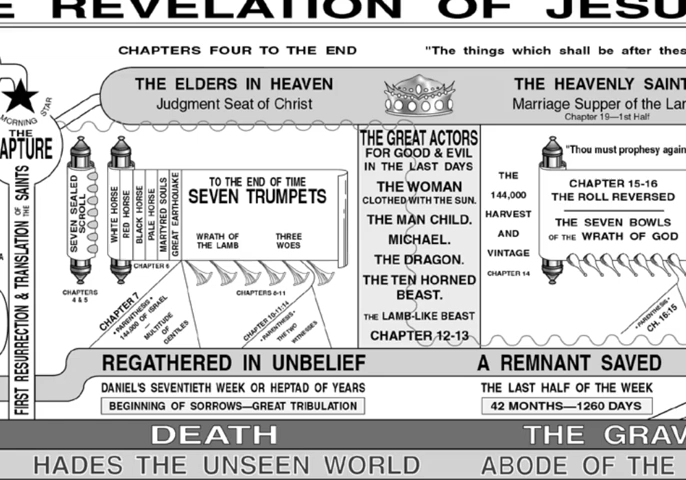 E REVELATION OF JESU
CHAPTERS FOUR TO THE END
"The things which shall be after thes
THE ELDERS IN HEAVEN
Judgment Seat of Christ
THE HEAVENLY SAINT
Marriage Supper of the Lam
Chapter 19—1st Half
MORNING STAR
THE
APTURE
FIRST RESURRECTION & TRANSLATION OF THE SAINTS
SEVEN SEALED
SCROLL
CHAPTERS
4 & 5
WHITE HORSE
RED HORSE
BLACK HORSE
PALE HORSE
MARTYRED SOULS
GREAT EARTHQUAKE
CHAPTER 6
TO THE END OF TIME
SEVEN TRUMPETS
WRATH OF
THE LAMB
THREE
WOES
CHAPTERS 8-11
CHAPTER 7
• PARENTHESIS •
144,000 OF ISRAEL
—
MULTITUDE
OF
GENTILES
CHAPTER 10-11:14
• PARENTHESIS •
THE TWO
WITNESSES
THE GREAT ACTORS
FOR GOOD & EVIL
IN THE LAST DAYS
THE WOMAN
CLOTHED WITH THE SUN.
THE MAN CHILD.
MICHAEL.
THE DRAGON.
THE TEN HORNED
BEAST.
THE LAMB-LIKE BEAST
CHAPTER 12-13
THE
144,000
HARVEST
AND
VINTAGE
CHAPTER 14
"Thou must prophesy again
CHAPTER 15-16
THE ROLL REVERSED
THE SEVEN BOWLS
OF THE WRATH OF GOD
• PARENTHESIS •
CH. 16:15
REGATHERED IN UNBELIEF
DANIEL'S SEVENTIETH WEEK OR HEPTAD OF YEARS
BEGINNING OF SORROWS—GREAT TRIBULATION
A REMNANT SAVED
THE LAST HALF OF THE WEEK
42 MONTHS—1260 DAYS
DEATH
THE GRAV
HADES THE UNSEEN WORLD
ABODE OF THE